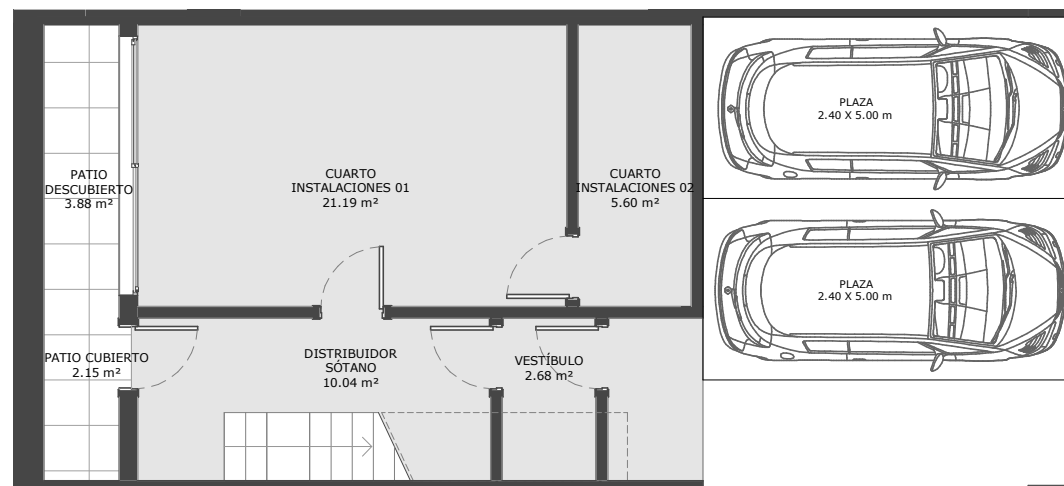 PATIO
DESCUBIERTO
3.88 m²
CUARTO
INSTALACIONES 01
21.19 m²
CUARTO
INSTALACIONES 02
5.60 m²
PLAZA
2.40 X 5.00 m
PLAZA
2.40 X 5.00 m
PATIO CUBIERTO
2.15 m²
DISTRIBUIDOR
SÓTANO
10.04 m²
VESTÍBULO
2.68 m²